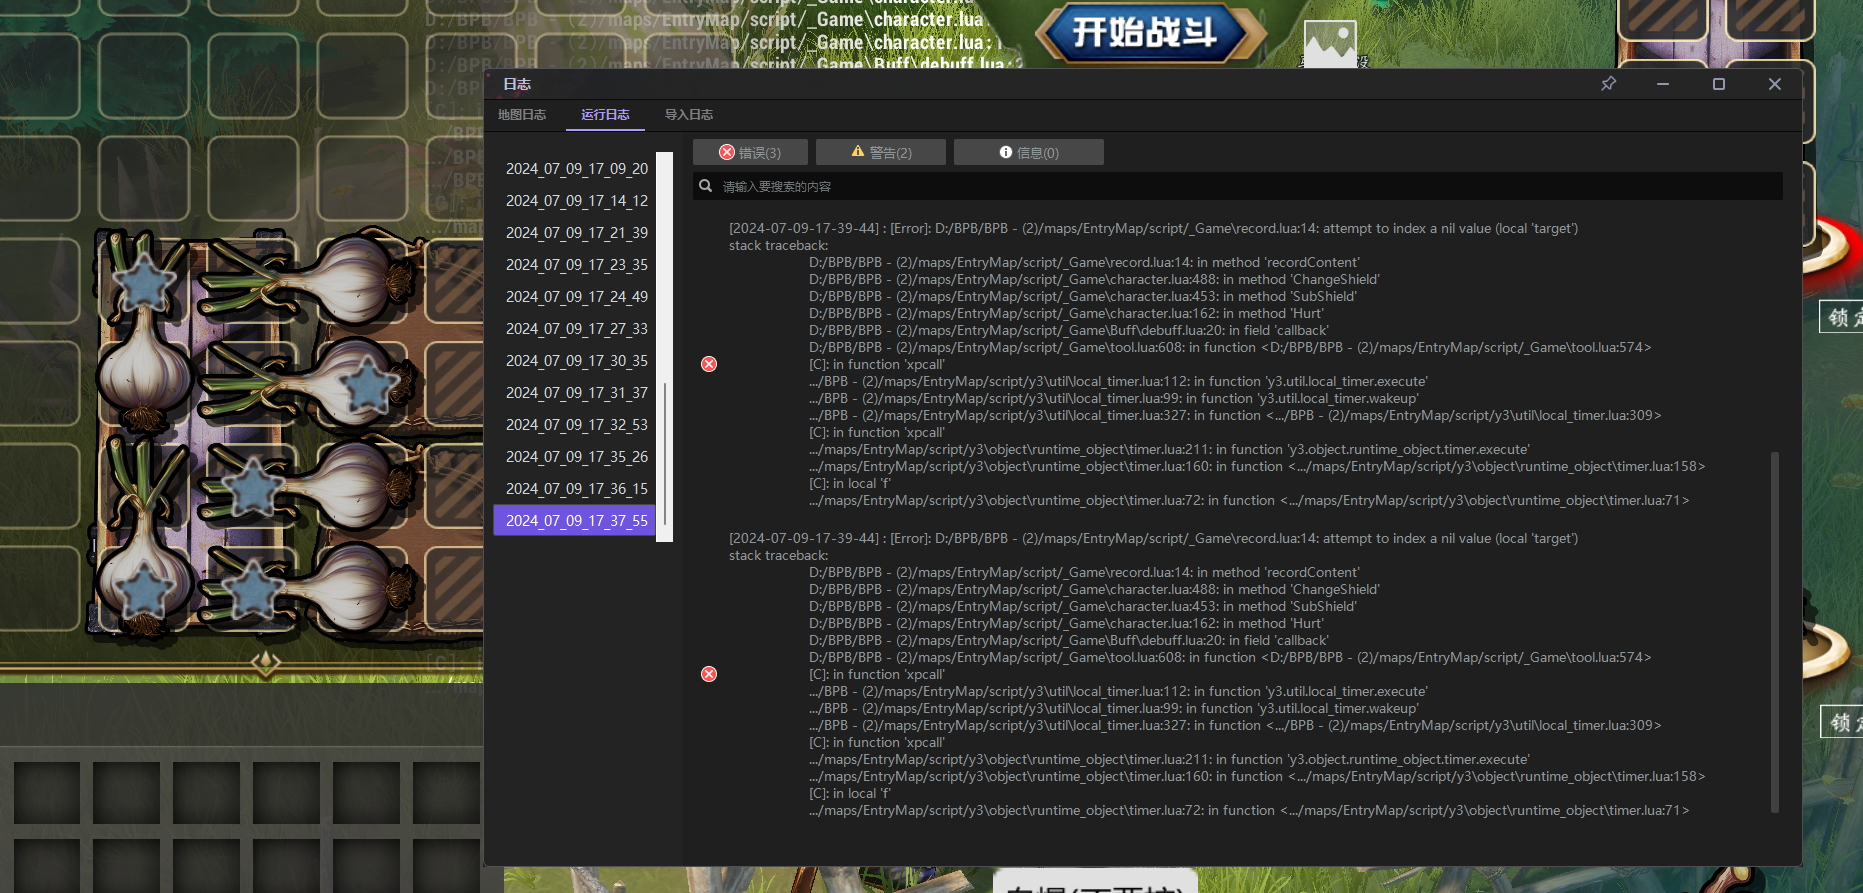 D:/BPB/BPB - (2)/maps/EntryMap/script/_Game\character.lua
D:/BPB/BPB - (2)/maps/EntryMap/script/_Game\character.lua
D:/BPB/BPB - (2)/maps/EntryMap/script/_Game\character.lua:
开始战斗
日志
地图日志 运行日志 导入日志
错误(3) 警告(2) 信息(0)
请输入要搜索的内容
2024_07_09_17_09_20
2024_07_09_17_14_12
2024_07_09_17_21_39
2024_07_09_17_23_35
2024_07_09_17_24_49
2024_07_09_17_27_33
2024_07_09_17_30_35
2024_07_09_17_31_37
2024_07_09_17_32_53
2024_07_09_17_35_26
2024_07_09_17_36_15
2024_07_09_17_37_55
[2024-07-09-17-39-44] : [Error]: D:/BPB/BPB - (2)/maps/EntryMap/script/_Game\record.lua:14: attempt to index a nil value (local 'target')
stack traceback:
D:/BPB/BPB - (2)/maps/EntryMap/script/_Game\record.lua:14: in method 'recordContent'
D:/BPB/BPB - (2)/maps/EntryMap/script/_Game\character.lua:488: in method 'ChangeShield'
D:/BPB/BPB - (2)/maps/EntryMap/script/_Game\character.lua:453: in method 'SubShield'
D:/BPB/BPB - (2)/maps/EntryMap/script/_Game\character.lua:162: in method 'Hurt'
D:/BPB/BPB - (2)/maps/EntryMap/script/_Game\Buff\debuff.lua:20: in field 'callback'
D:/BPB/BPB - (2)/maps/EntryMap/script/_Game\tool.lua:608: in function <D:/BPB/BPB - (2)/maps/EntryMap/script/_Game\tool.lua:574>
[C]: in function 'xpcall'
.../BPB - (2)/maps/EntryMap/script/y3\util\local_timer.lua:112: in function 'y3.util.local_timer.execute'
.../BPB - (2)/maps/EntryMap/script/y3\util\local_timer.lua:99: in function 'y3.util.local_timer.wakeup'
.../BPB - (2)/maps/EntryMap/script/y3\util\local_timer.lua:327: in function <.../BPB - (2)/maps/EntryMap/script/y3\util\local_timer.lua:309>
[C]: in function 'xpcall'
.../maps/EntryMap/script/y3\object\runtime_object\timer.lua:211: in function 'y3.object.runtime_object.timer.execute'
.../maps/EntryMap/script/y3\object\runtime_object\timer.lua:160: in function <.../maps/EntryMap/script/y3\object\runtime_object\timer.lua:158>
[C]: in local 'f'
.../maps/EntryMap/script/y3\object\runtime_object\timer.lua:72: in function <.../maps/EntryMap/script/y3\object\runtime_object\timer.lua:71>
[2024-07-09-17-39-44] : [Error]: D:/BPB/BPB - (2)/maps/EntryMap/script/_Game\record.lua:14: attempt to index a nil value (local 'target')
stack traceback:
D:/BPB/BPB - (2)/maps/EntryMap/script/_Game\record.lua:14: in method 'recordContent'
D:/BPB/BPB - (2)/maps/EntryMap/script/_Game\character.lua:488: in method 'ChangeShield'
D:/BPB/BPB - (2)/maps/EntryMap/script/_Game\character.lua:453: in method 'SubShield'
D:/BPB/BPB - (2)/maps/EntryMap/script/_Game\character.lua:162: in method 'Hurt'
D:/BPB/BPB - (2)/maps/EntryMap/script/_Game\Buff\debuff.lua:20: in field 'callback'
D:/BPB/BPB - (2)/maps/EntryMap/script/_Game\tool.lua:608: in function <D:/BPB/BPB - (2)/maps/EntryMap/script/_Game\tool.lua:574>
[C]: in function 'xpcall'
.../BPB - (2)/maps/EntryMap/script/y3\util\local_timer.lua:112: in function 'y3.util.local_timer.execute'
.../BPB - (2)/maps/EntryMap/script/y3\util\local_timer.lua:99: in function 'y3.util.local_timer.wakeup'
.../BPB - (2)/maps/EntryMap/script/y3\util\local_timer.lua:327: in function <.../BPB - (2)/maps/EntryMap/script/y3\util\local_timer.lua:309>
[C]: in function 'xpcall'
.../maps/EntryMap/script/y3\object\runtime_object\timer.lua:211: in function 'y3.object.runtime_object.timer.execute'
.../maps/EntryMap/script/y3\object\runtime_object\timer.lua:160: in function <.../maps/EntryMap/script/y3\object\runtime_object\timer.lua:158>
[C]: in local 'f'
.../maps/EntryMap/script/y3\object\runtime_object\timer.lua:72: in function <.../maps/EntryMap/script/y3\object\runtime_object\timer.lua:71>
锁定
锁定